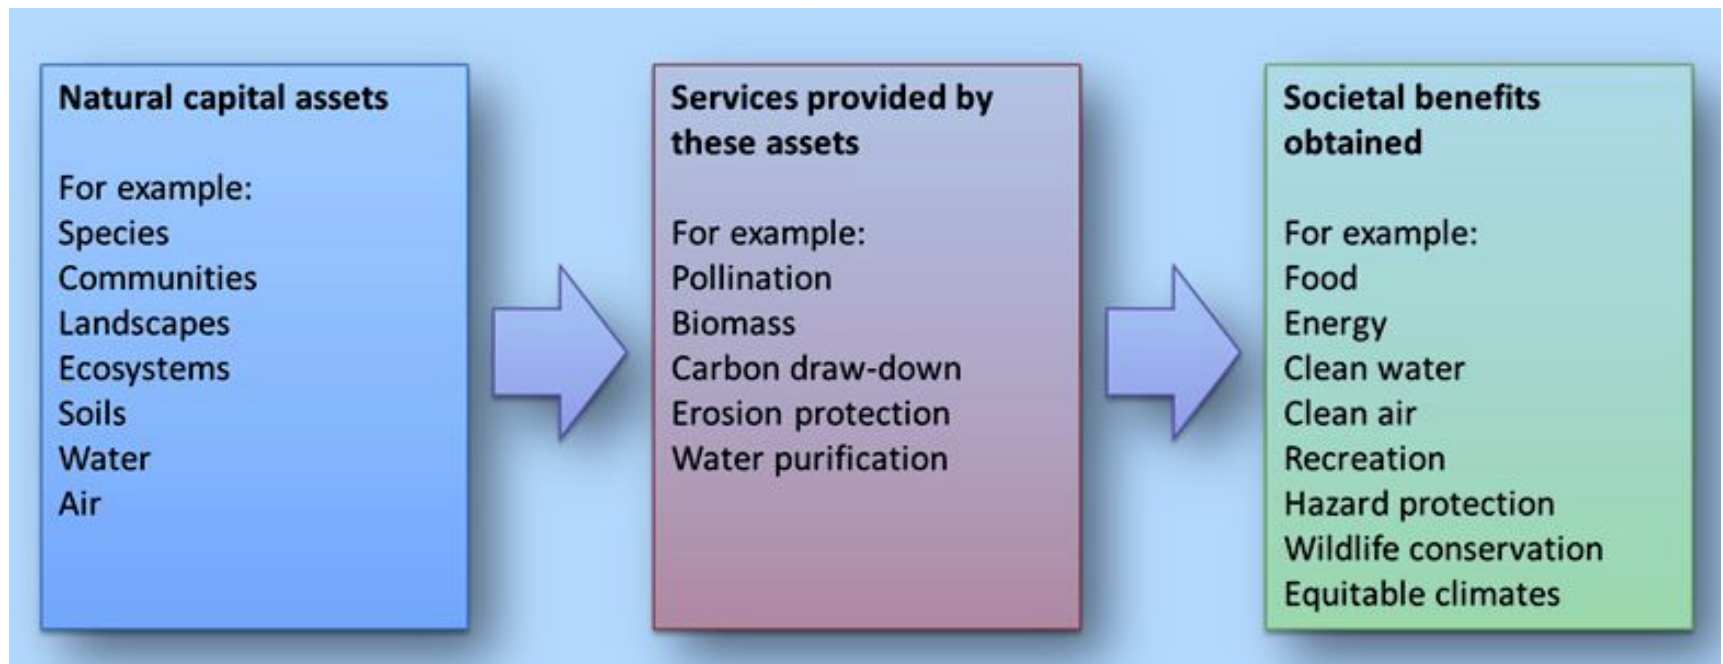 Natural capital assets
For example:
Species
Communities
Landscapes
Ecosystems
Soils
Water
Air
Services provided by
these assets
For example:
Pollination
Biomass
Carbon draw-down
Erosion protection
Water purification
Societal benefits
obtained
For example:
Food
Energy
Clean water
Clean air
Recreation
Hazard protection
Wildlife conservation
Equitable climates